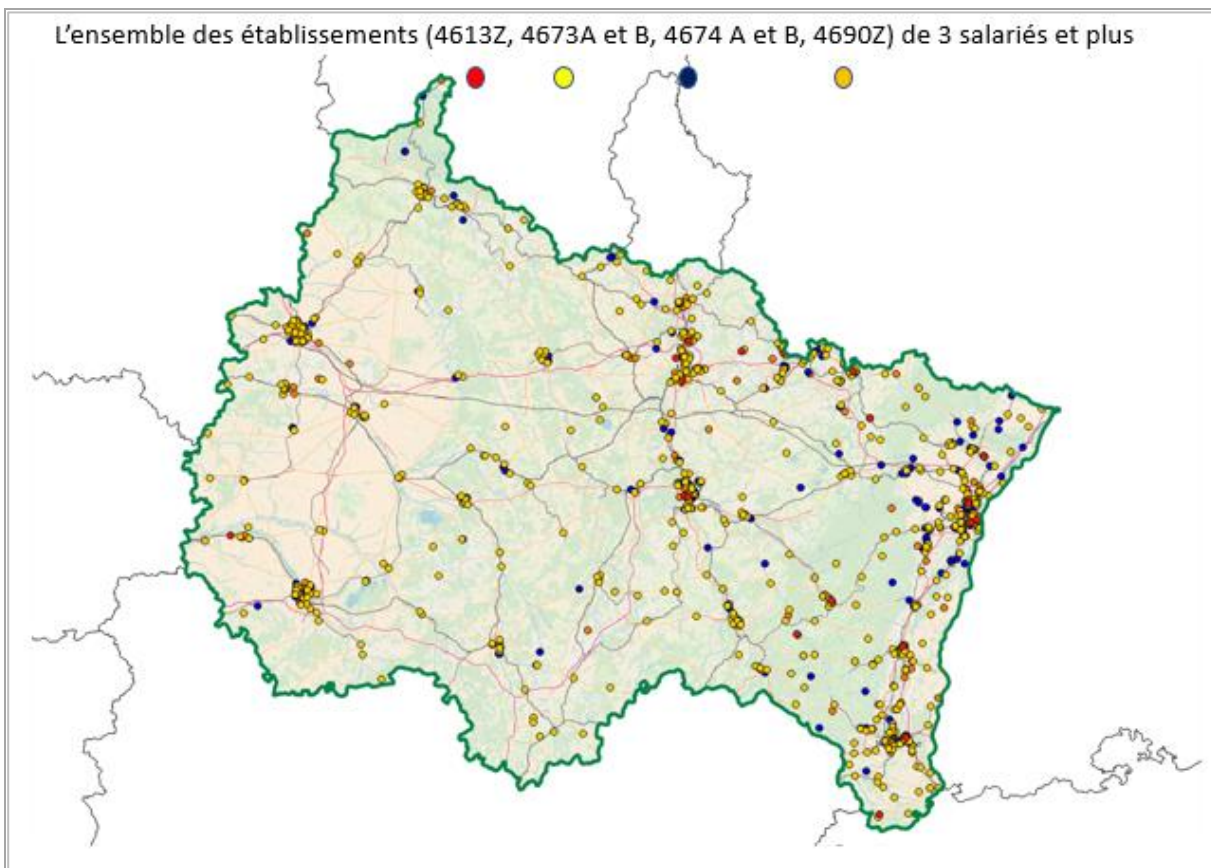 L’ensemble des établissements (4613Z, 4673A et B, 4674 A et B, 4690Z) de 3 salariés et plus